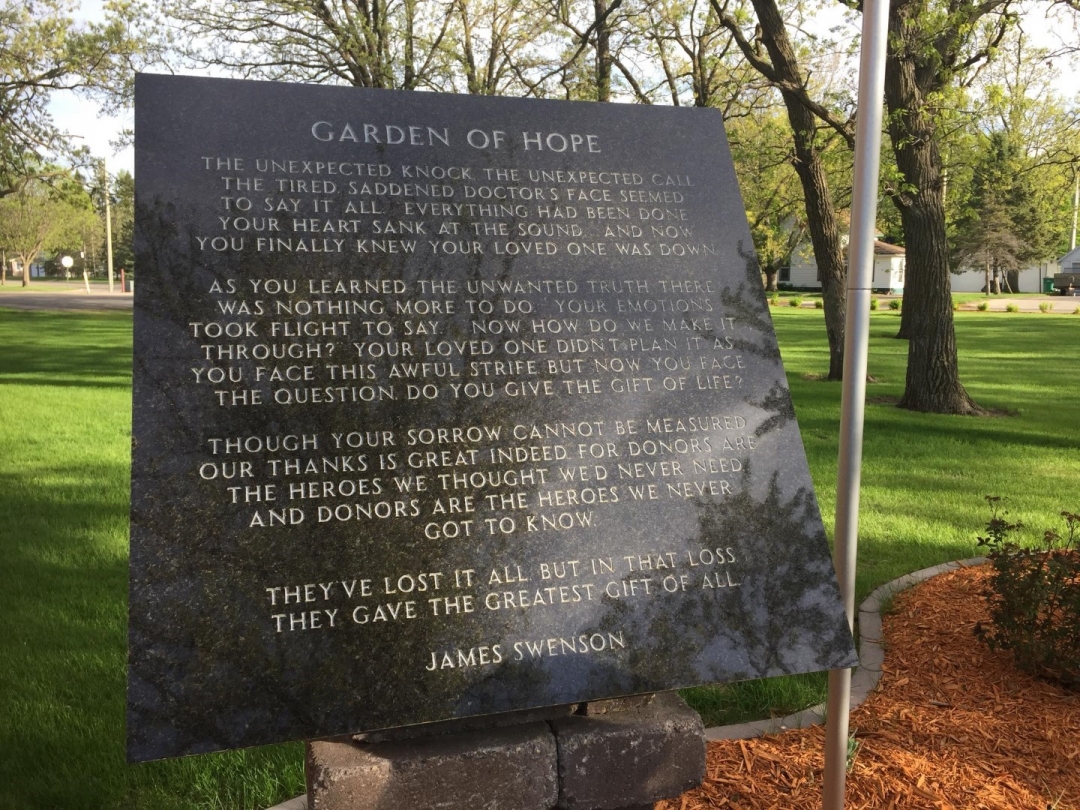 GARDEN OF HOPE
THE UNEXPECTED KNOCK, THE UNEXPECTED CALL
THE TIRED, SADDENED DOCTOR'S FACE SEEMED
TO SAY IT ALL. EVERYTHING HAD BEEN DONE
YOUR HEART SANK AT THE SOUND, AND NOW
YOU FINALLY KNEW YOUR LOVED ONE WAS DOWN.
AS YOU LEARNED THE UNWANTED TRUTH THERE
WAS NOTHING MORE TO DO. YOUR EMOTIONS
TOOK FLIGHT TO SAY, "NOW HOW DO WE MAKE IT
THROUGH?" YOUR LOVED ONE DIDN'T PLAN IT, AS
YOU FACE THIS AWFUL STRIFE BUT NOW YOU FACE
THE QUESTION, DO YOU GIVE THE GIFT OF LIFE?
THOUGH YOUR SORROW CANNOT BE MEASURED
OUR THANKS IS GREAT INDEED FOR DONORS ARE
THE HEROES WE THOUGHT WE'D NEVER NEED
AND DONORS ARE THE HEROES WE NEVER
GOT TO KNOW.
THEY'VE LOST IT ALL BUT IN THAT LOSS
THEY GAVE THE GREATEST GIFT OF ALL.
JAMES SWENSON